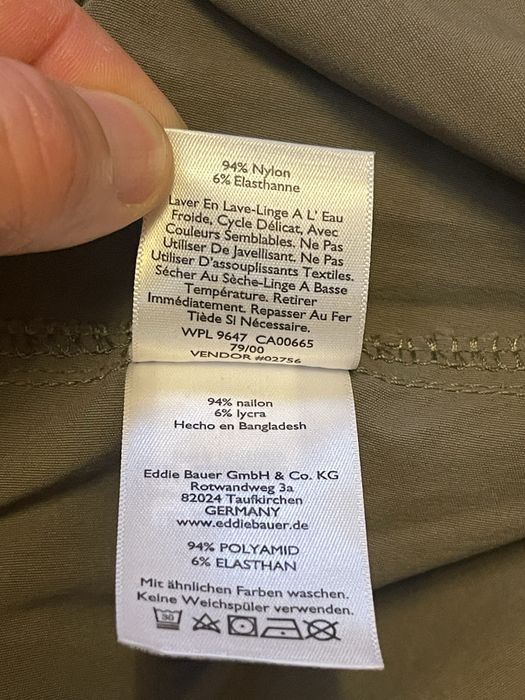 94% Nylon
6% Elasthanne
Laver En Lave-Linge A L' Eau
Froide, Cycle Délicat, Avec
Couleurs Semblables. Ne Pas
Utiliser De Javellisant. Ne Pas
Utiliser D'assouplissants Textiles.
Sécher Au Sèche-Linge A Basse
Température. Retirer
Immédiatement. Repasser Au Fer
Tiède Si Nécessaire.
WPL 9647 CA00665
79/00
VENDOR #02756
94% nailon
6% lycra
Hecho en Bangladesh
Eddie Bauer GmbH & Co. KG
Rotwandweg 3a
82024 Taufkirchen
GERMANY
www.eddiebauer.de
94% POLYAMID
6% ELASTHAN
Mit ähnlichen Farben waschen.
Keine Weichspüler verwenden.
30